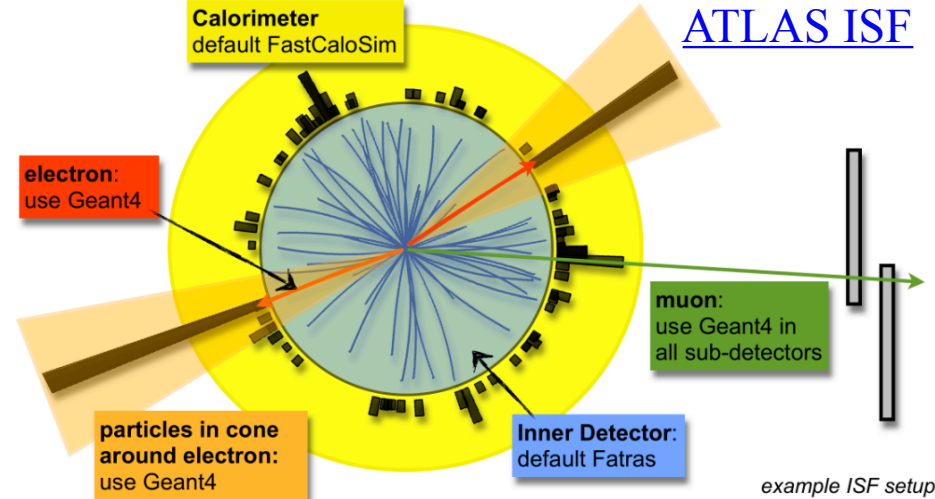 Calorimeter
default FastCaloSim
ATLAS ISF
electron:
use Geant4
muon:
use Geant4 in
all sub-detectors
particles in cone
around electron:
use Geant4
Inner Detector:
default Fatras
example ISF setup